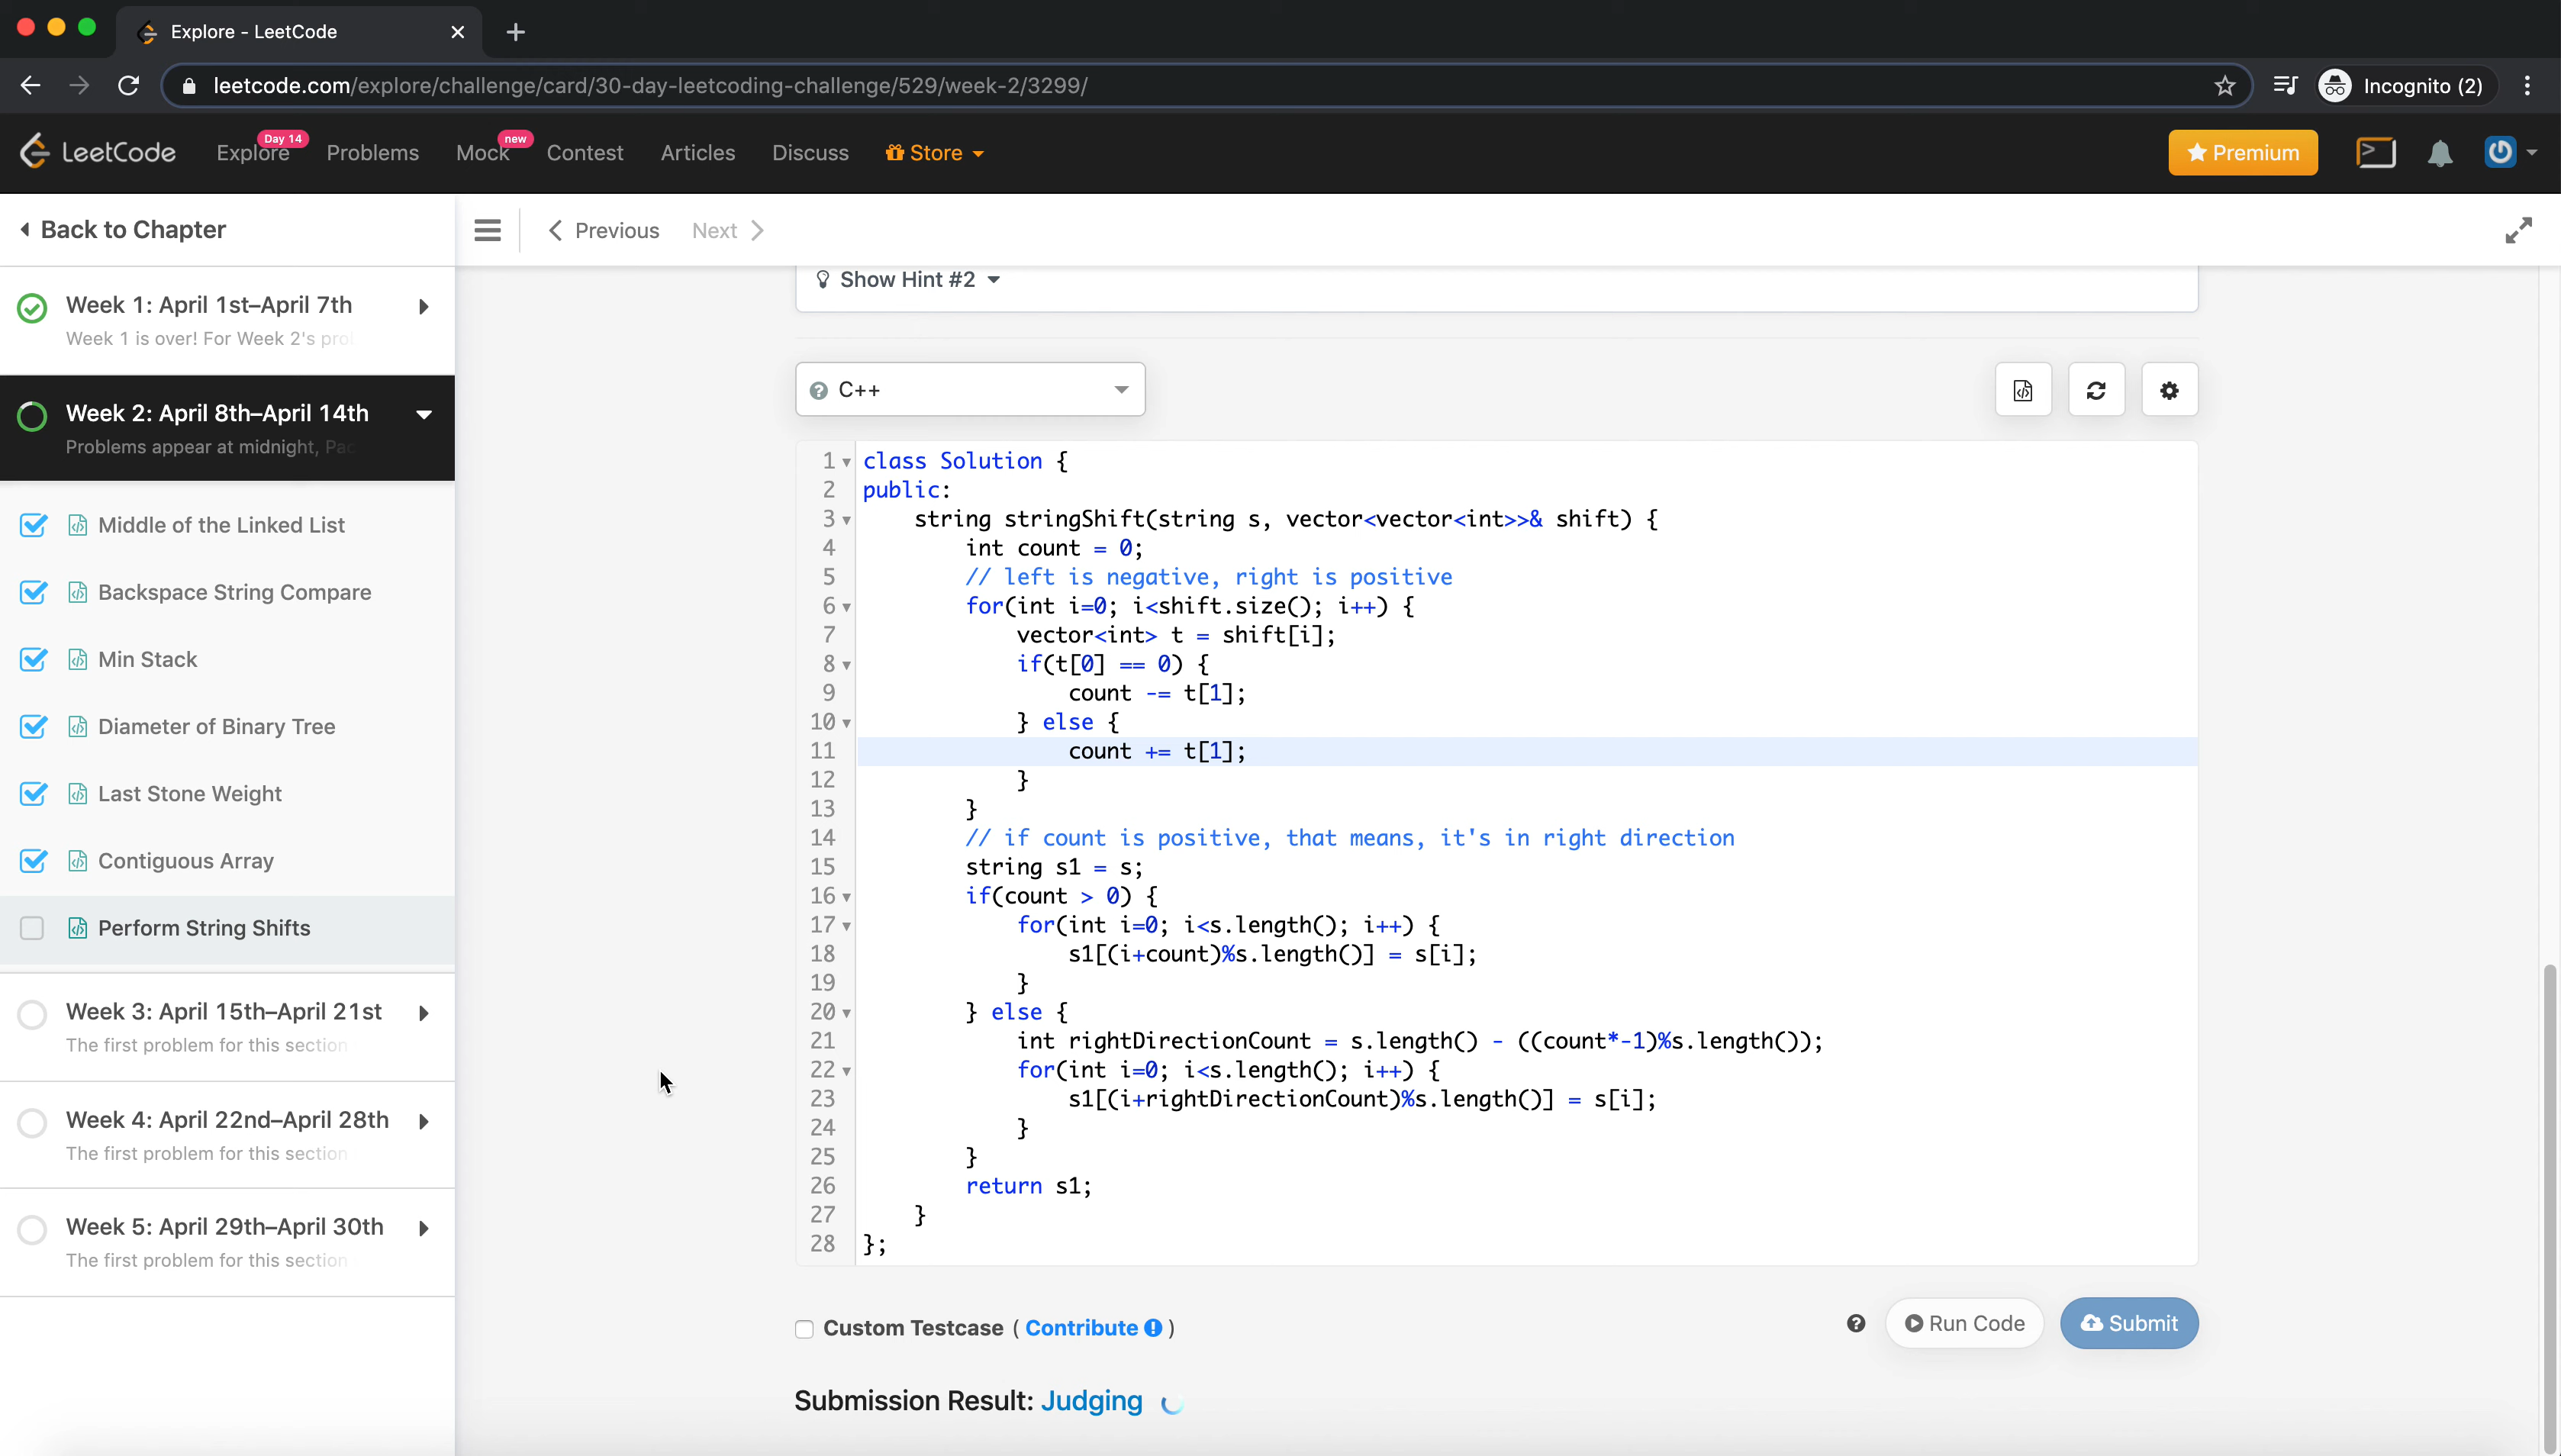 Explore - LeetCode
leetcode.com/explore/challenge/card/30-day-leetcoding-challenge/529/week-2/3299/
Incognito (2)
LeetCode
Explore
Day 14
Problems
Mock
new
Contest
Articles
Discuss
Store
Premium
Back to Chapter
Previous
Next
Week 1: April 1st–April 7th
Week 1 is over! For Week 2's
Week 2: April 8th–April 14th
Problems appear at midnight,
Middle of the Linked List
Backspace String Compare
Min Stack
Diameter of Binary Tree
Last Stone Weight
Contiguous Array
Perform String Shifts
Week 3: April 15th–April 21st
The first problem for this section
Week 4: April 22nd–April 28th
The first problem for this section
Week 5: April 29th–April 30th
The first problem for this section
Show Hint #2
C++
1 class Solution {
2 public:
3 string stringShift(string s, vector<vector<int>>& shift) {
4 int count = 0;
5 // left is negative, right is positive
6 for(int i=0; i<shift.size(); i++) {
7 vector<int> t = shift[i];
8 if(t[0] == 0) {
9 count -= t[1];
10 } else {
11 count += t[1];
12 }
13 }
14 // if count is positive, that means, it's in right direction
15 string s1 = s;
16 if(count > 0) {
17 for(int i=0; i<s.length(); i++) {
18 s1[(i+count)%s.length()] = s[i];
19 }
20 } else {
21 int rightDirectionCount = s.length() - ((count*-1)%s.length());
22 for(int i=0; i<s.length(); i++) {
23 s1[(i+rightDirectionCount)%s.length()] = s[i];
24 }
25 }
26 return s1;
27 }
28 };
Custom Testcase ( Contribute )
Run Code
Submit
Submission Result: Judging